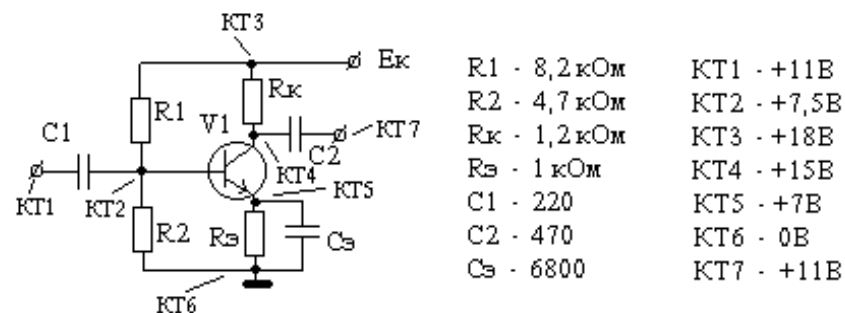 КТ3
Ек
Rк
R1
V1
C1
КТ7
C2
КТ4
КТ5
КТ1
КТ2
R2
Rэ
Cэ
КТ6
R1 - 8,2 кОм
R2 - 4,7 кОм
Rк - 1,2 кОм
Rэ - 1 кОм
C1 - 220
C2 - 470
Cэ - 6800
КТ1 - +11В
КТ2 - +7,5В
КТ3 - +18В
КТ4 - +15В
КТ5 - +7В
КТ6 - 0В
КТ7 - +11В